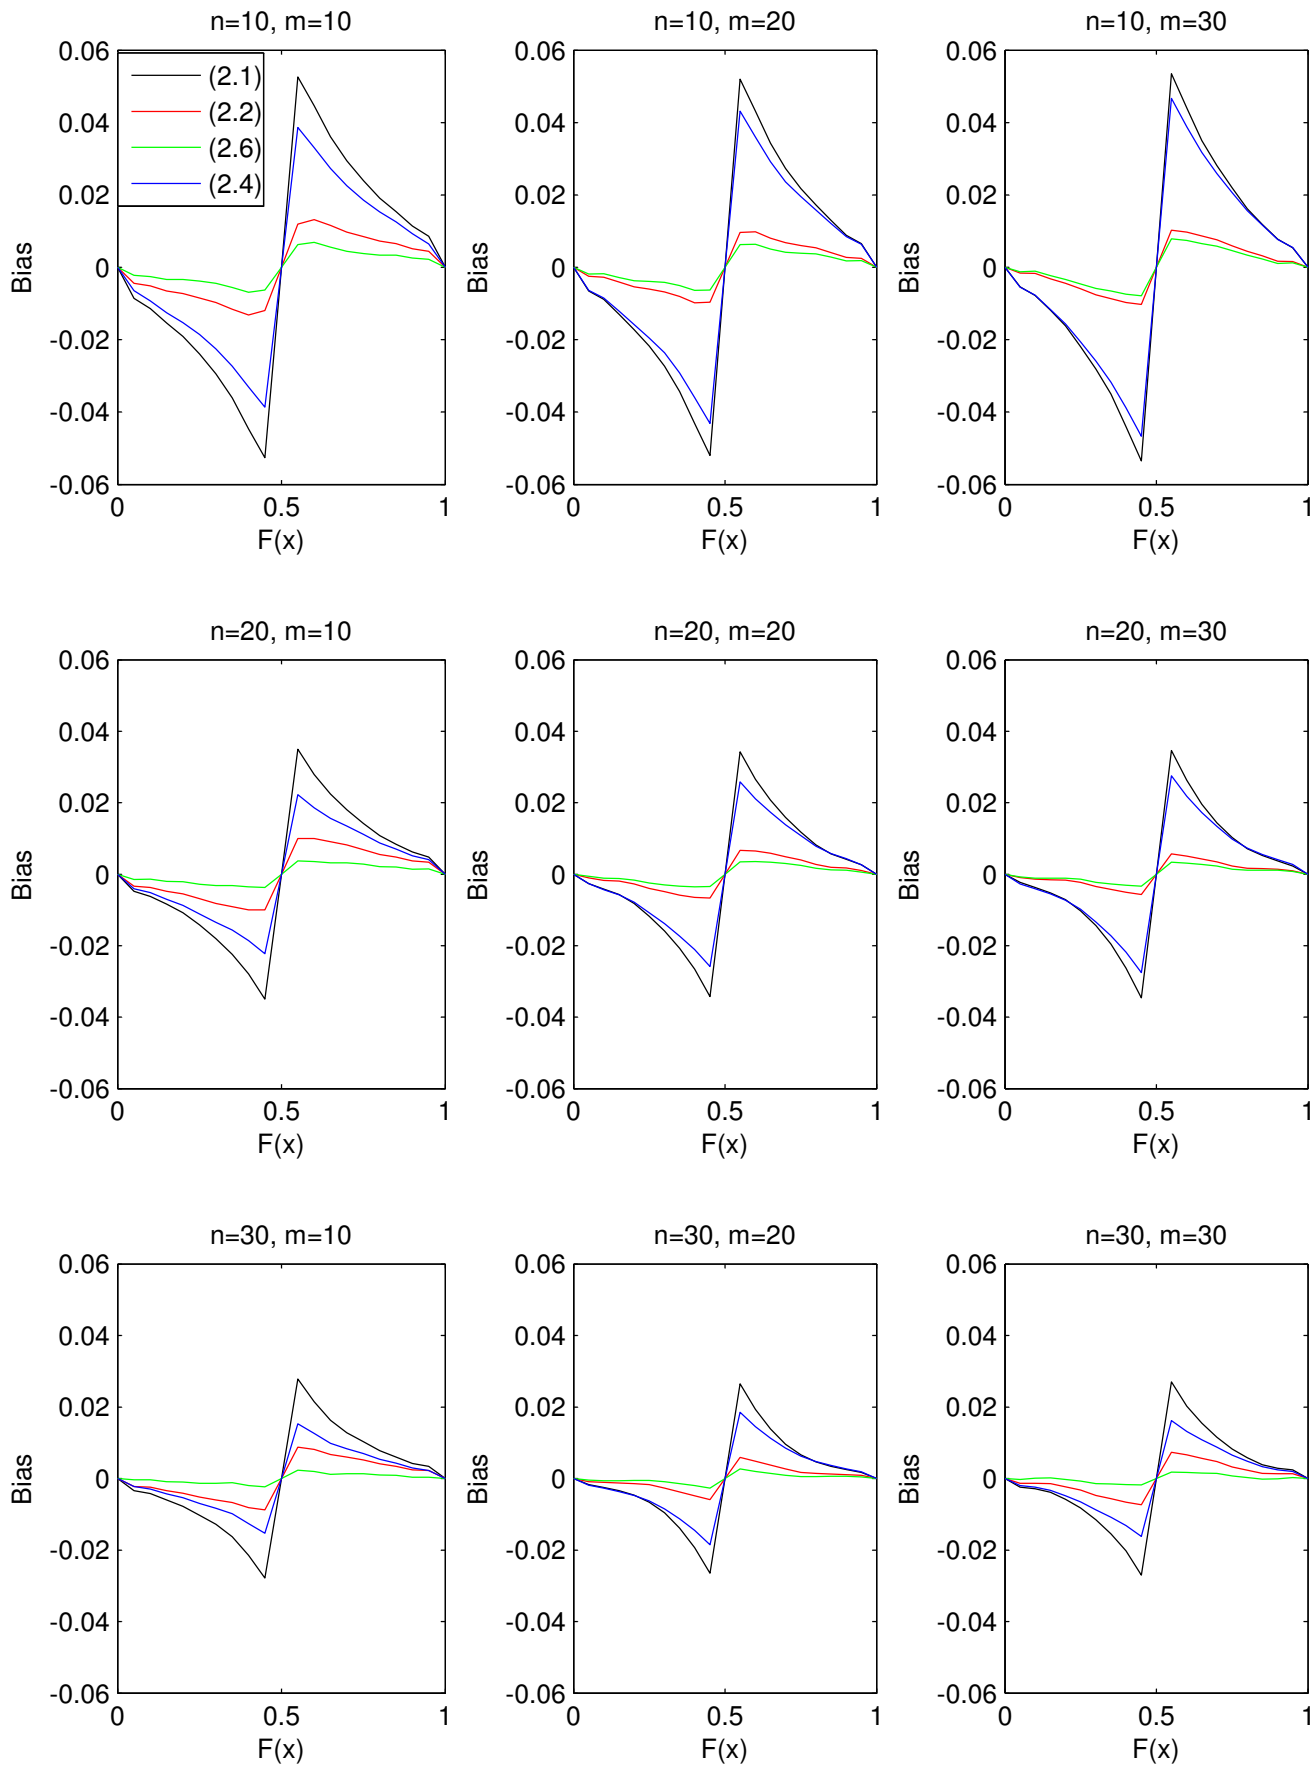 n=10, m=10
n=10, m=20
n=10, m=30
(2.1)
(2.2)
(2.6)
(2.4)
0.06
0.04
0.02
0
-0.02
-0.04
-0.06
Bias
0 0.5 1
F(x)
0.06
0.04
0.02
0
-0.02
-0.04
-0.06
Bias
0 0.5 1
F(x)
0.06
0.04
0.02
0
-0.02
-0.04
-0.06
Bias
0 0.5 1
F(x)
n=20, m=10
n=20, m=20
n=20, m=30
0.06
0.04
0.02
0
-0.02
-0.04
-0.06
Bias
0 0.5 1
F(x)
0.06
0.04
0.02
0
-0.02
-0.04
-0.06
Bias
0 0.5 1
F(x)
0.06
0.04
0.02
0
-0.02
-0.04
-0.06
Bias
0 0.5 1
F(x)
n=30, m=10
n=30, m=20
n=30, m=30
0.06
0.04
0.02
0
-0.02
-0.04
-0.06
Bias
0 0.5 1
F(x)
0.06
0.04
0.02
0
-0.02
-0.04
-0.06
Bias
0 0.5 1
F(x)
0.06
0.04
0.02
0
-0.02
-0.04
-0.06
Bias
0 0.5 1
F(x)